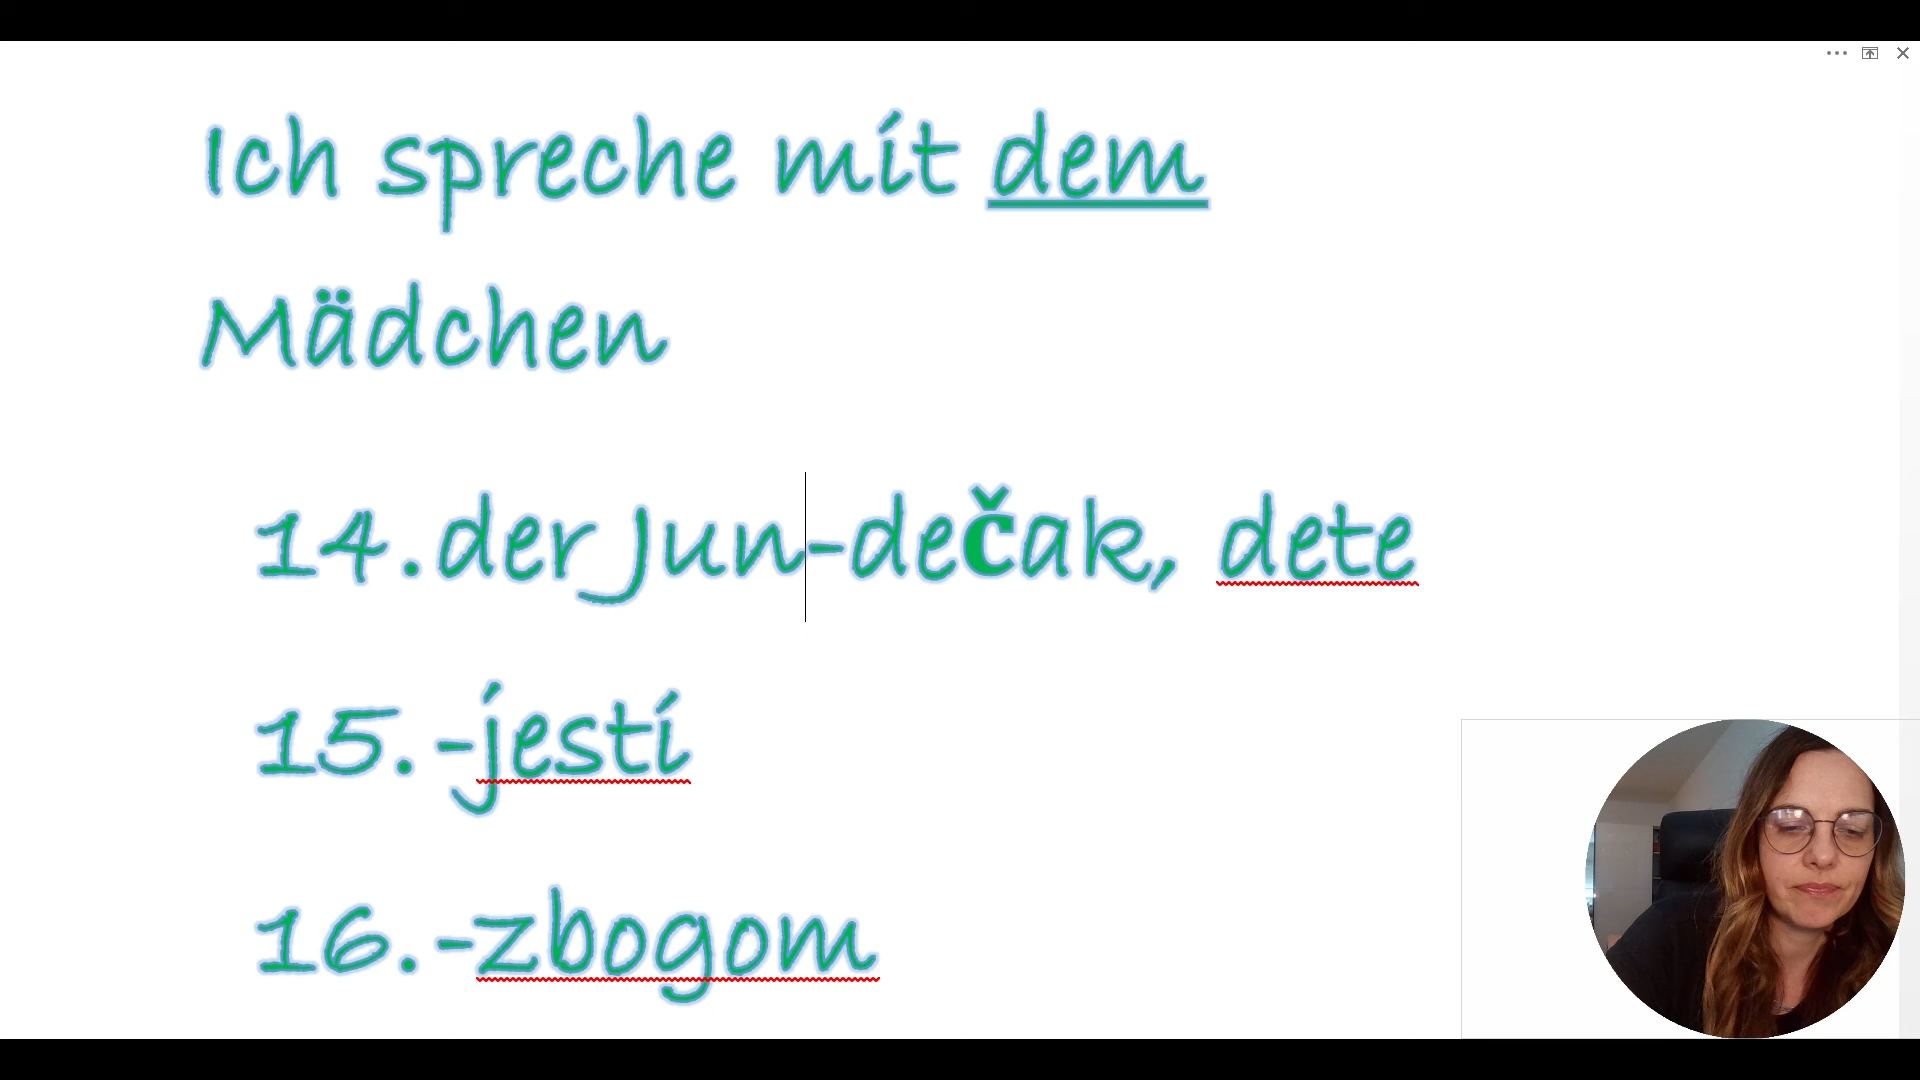 Ich spreche mit dem
Mädchen
14. der Jun-dečak, dete
15. -jesti
16. -zbogom